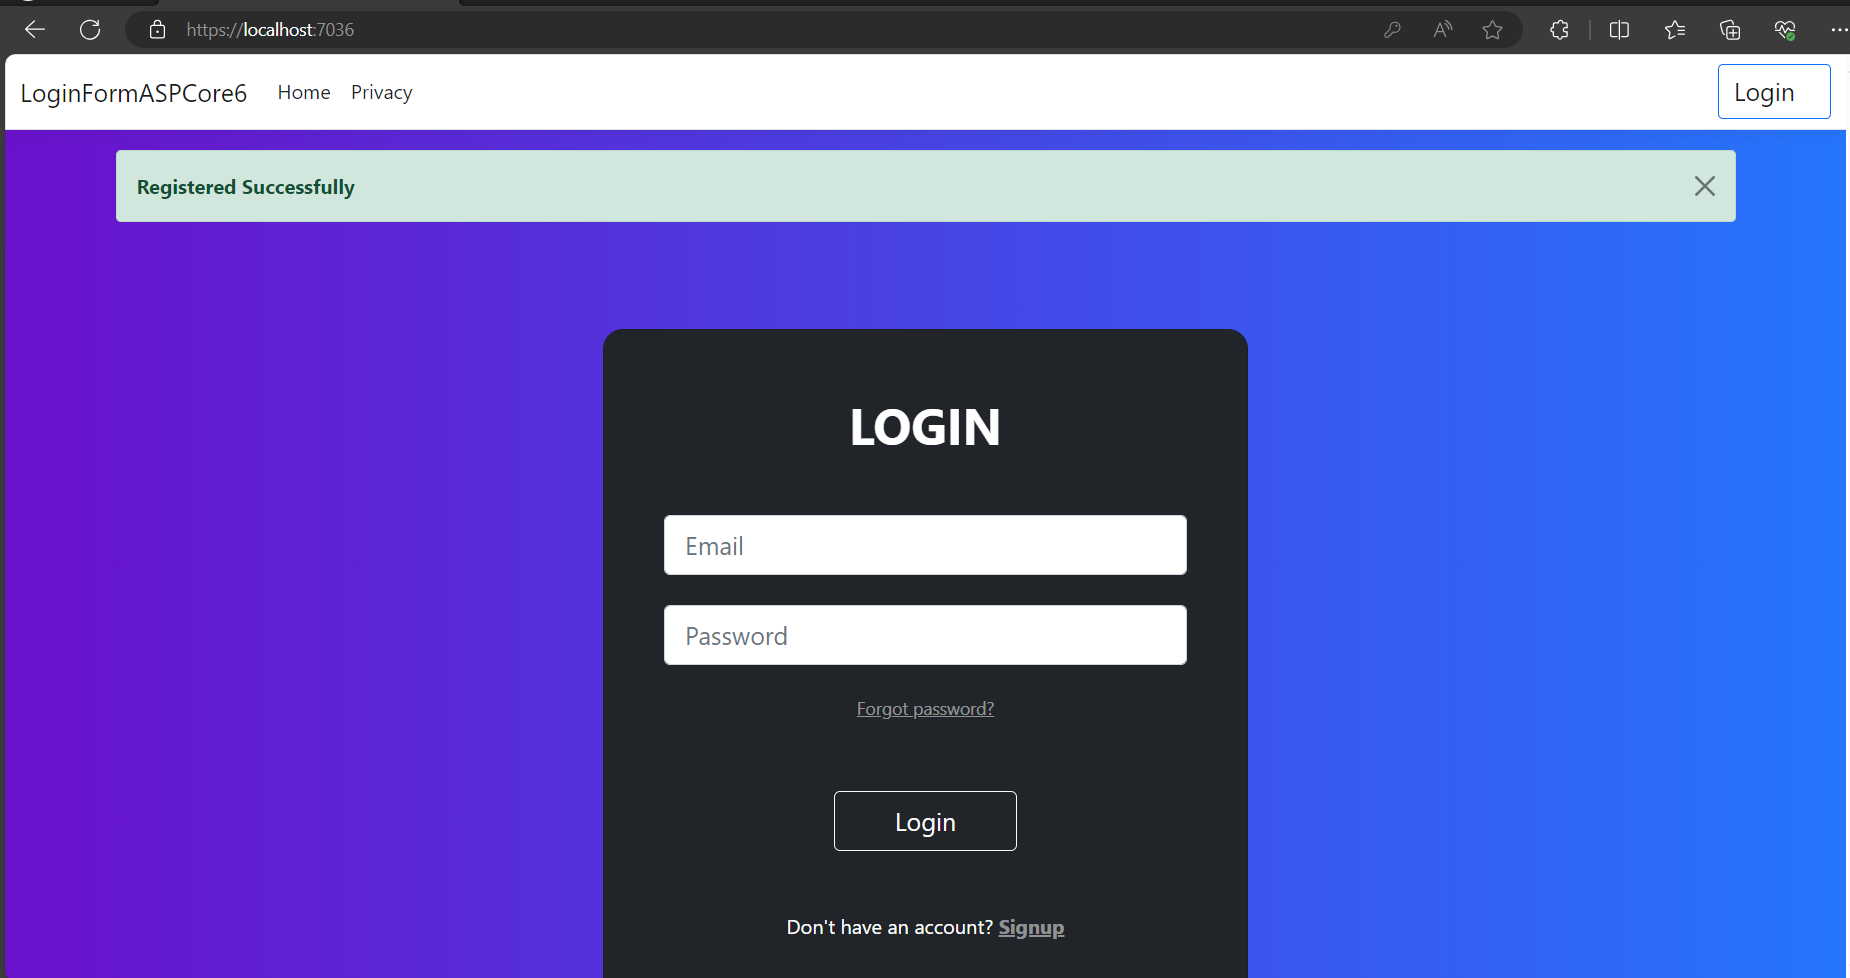 https://localhost:7036
LoginFormASPCore6 Home Privacy Login
Registered Successfully
LOGIN
Email
Password
Forgot password?
Login
Don't have an account? Signup